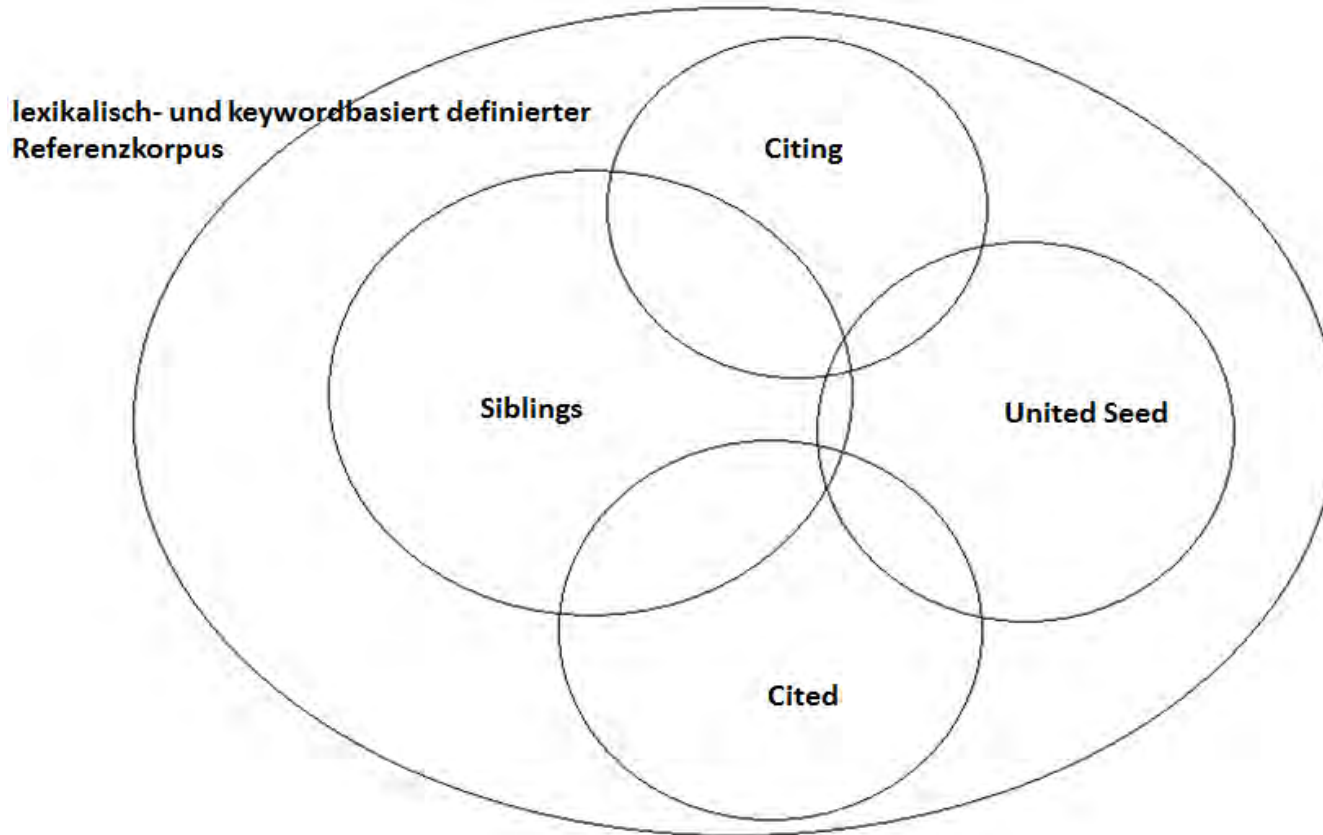 lexikalisch- und keywordbasiert definierter
Referenzkorpus
Citing
Siblings
United Seed
Cited